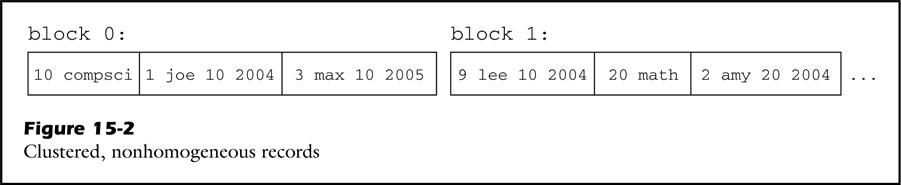 block 0: block 1:
10 compsci 1 joe 10 2004 3 max 10 2005 9 lee 10 2004 20 math 2 amy 20 2004 ...
Figure 15-2
Clustered, nonhomogeneous records